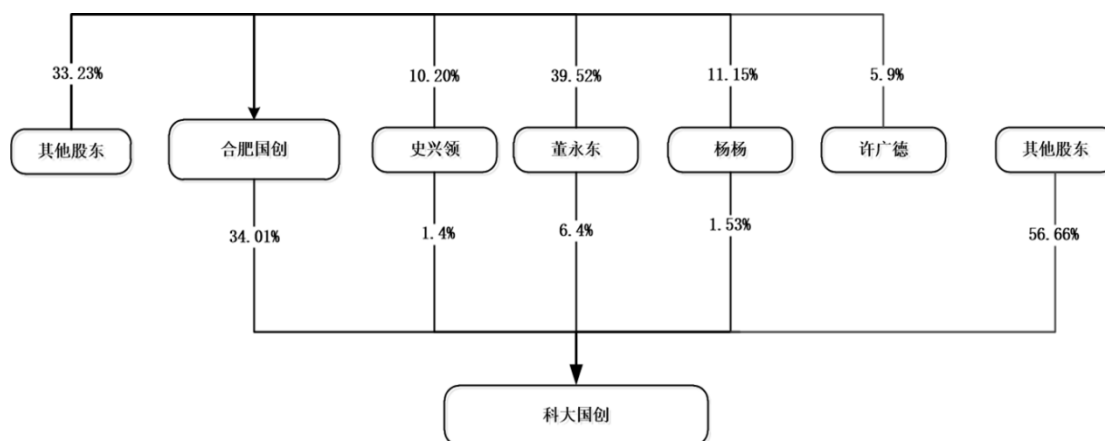 33.23%
10.20%
39.52%
11.15%
5.9%
其他股东
合肥国创
史兴领
董永东
杨杨
许广德
其他股东
34.01%
1.4%
6.4%
1.53%
56.66%
科大国创